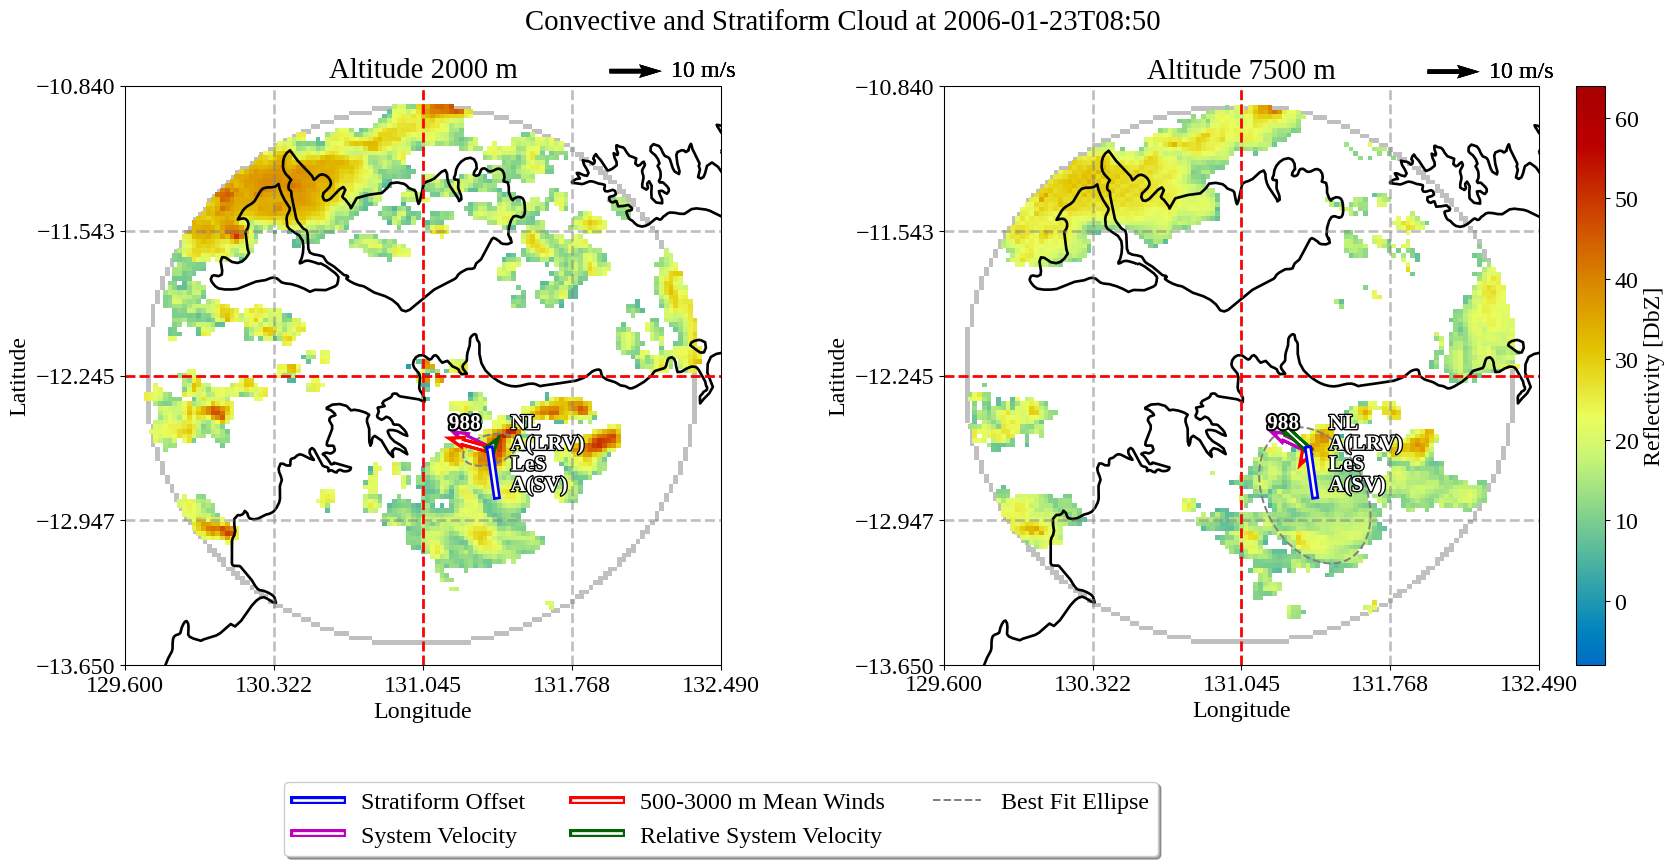 Convective and Stratiform Cloud at 2006-01-23T08:50
Altitude 2000 m
10 m/s
Altitude 7500 m
10 m/s
−10.840
−11.543
−12.245
−12.947
−13.650
Latitude
988
NL
A(LRV)
LeS
A(SV)
129.600
130.322
131.045
131.768
132.490
Longitude
−10.840
−11.543
−12.245
−12.947
−13.650
Latitude
988
NL
A(LRV)
LeS
A(SV)
129.600
130.322
131.045
131.768
132.490
Longitude
60
50
40
30
20
10
0
Reflectivity [DbZ]
Stratiform Offset
System Velocity
500-3000 m Mean Winds
Relative System Velocity
Best Fit Ellipse